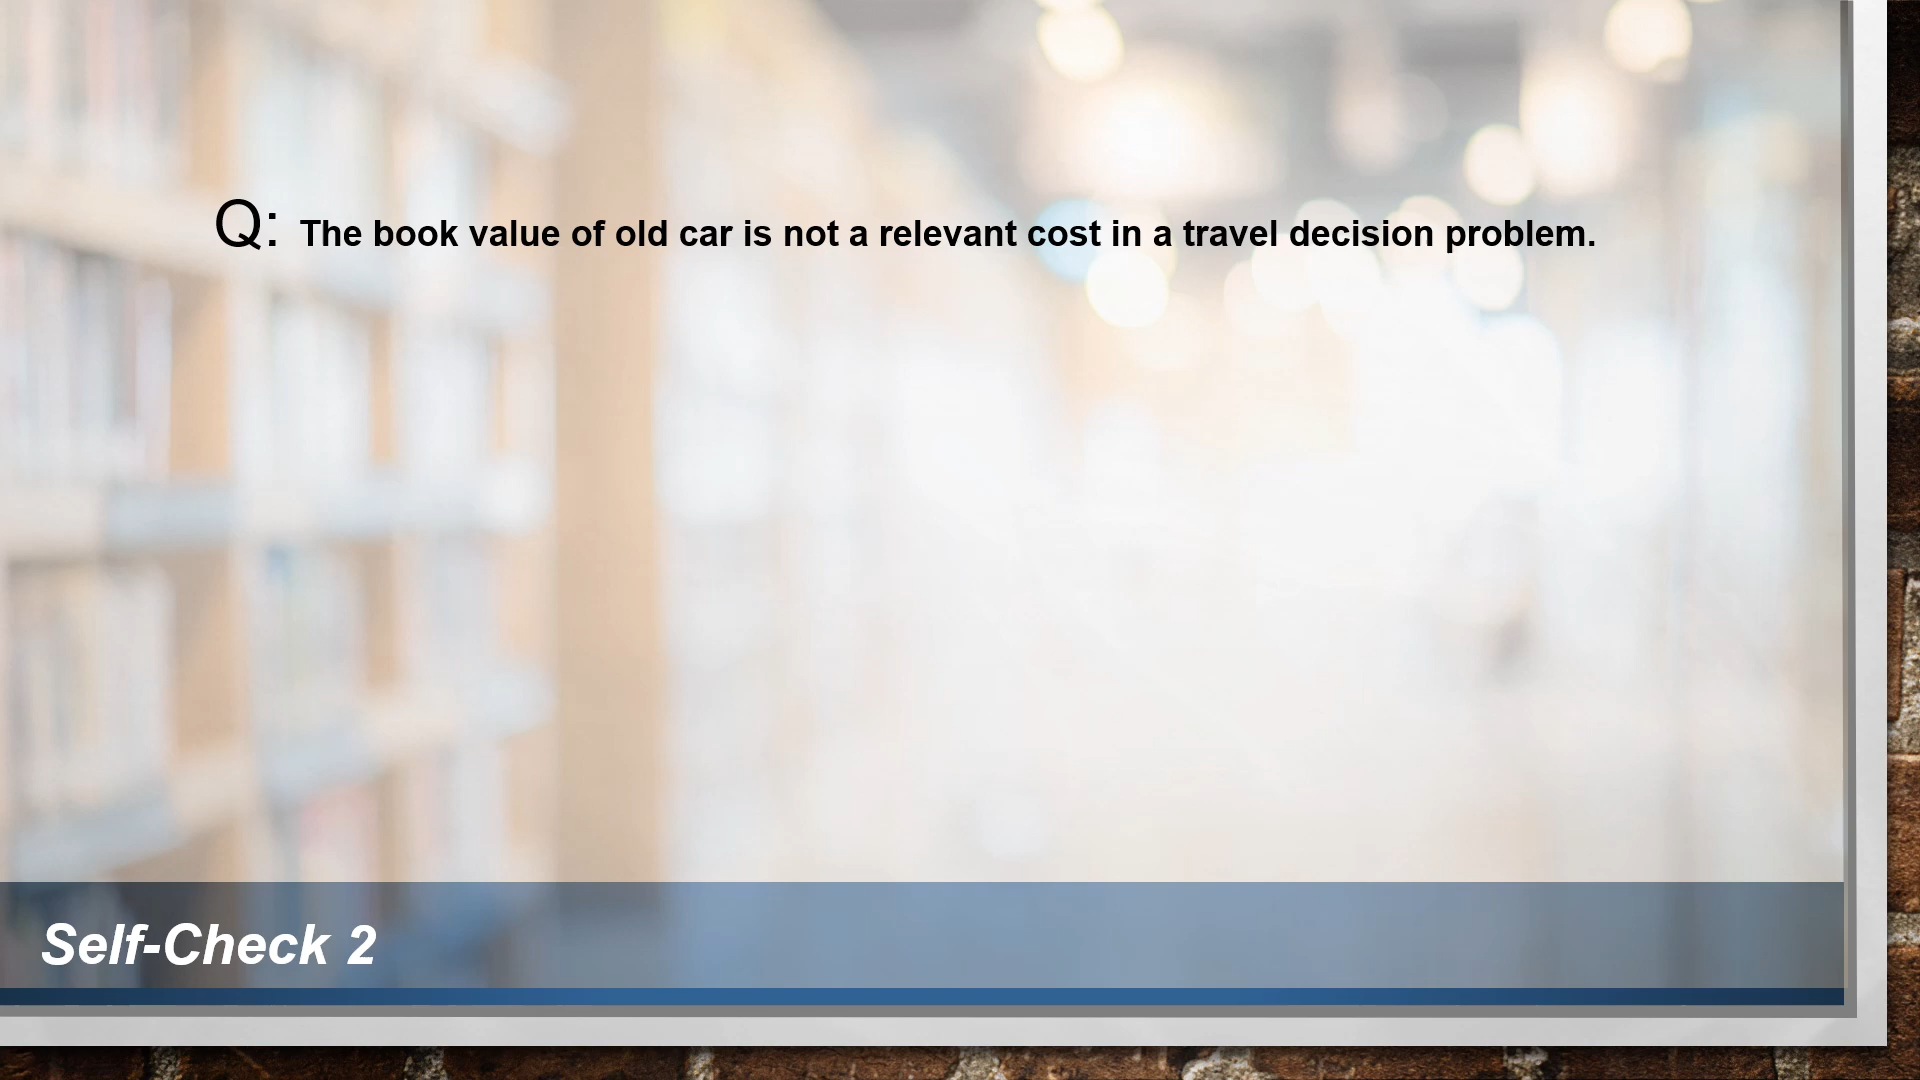 Q: The book value of old car is not a relevant cost in a travel decision problem.
Self-Check 2